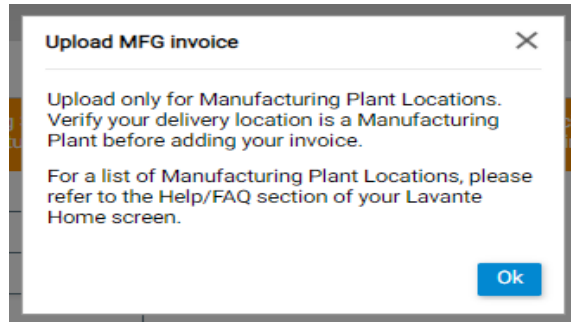 Upload MFG invoice
Upload only for Manufacturing Plant Locations.
Verify your delivery location is a Manufacturing
Plant before adding your invoice.
For a list of Manufacturing Plant Locations, please
refer to the Help/FAQ section of your Lavante
Home screen.
Ok